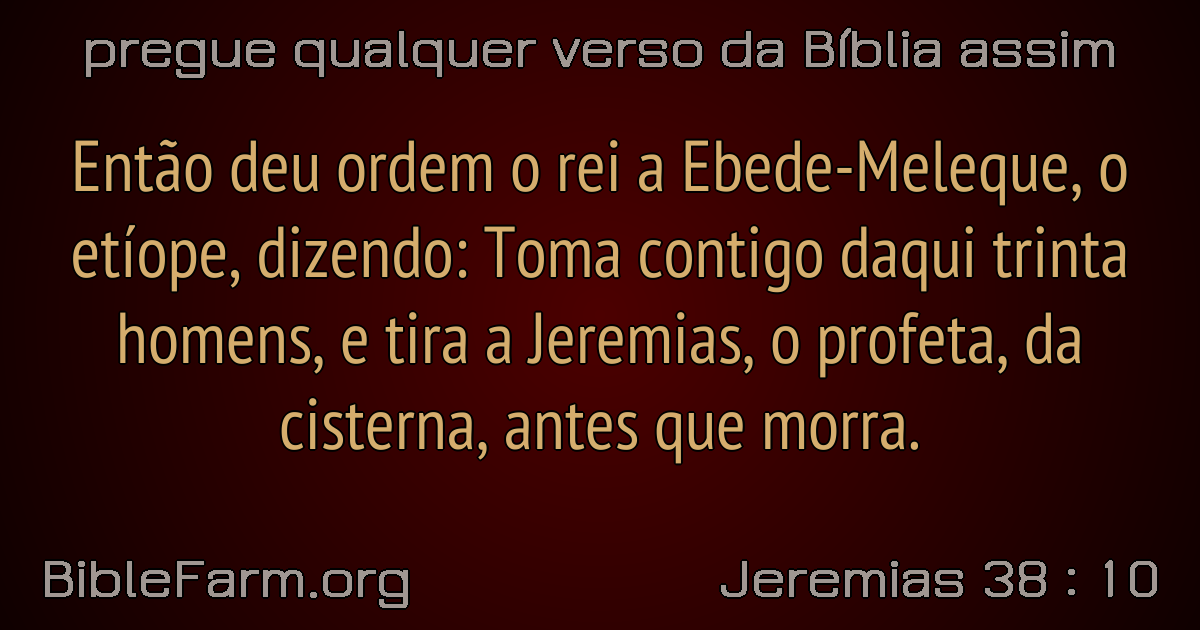 pregue qualquer verso da Bíblia assim
Então deu ordem o rei a Ebede-Meleque, o
etíope, dizendo: Toma contigo daqui trinta
homens, e tira a Jeremias, o profeta, da
cisterna, antes que morra.
BibleFarm.org
Jeremias 38 : 10